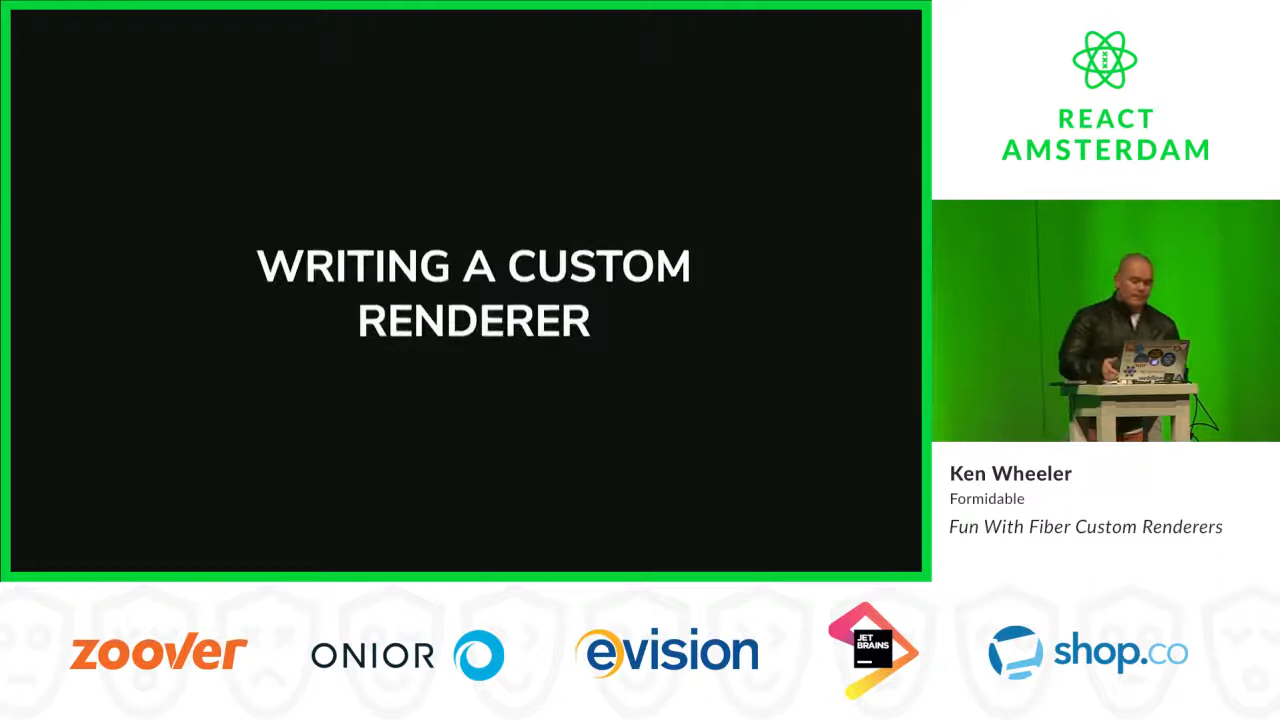 WRITING A CUSTOM
RENDERER
XXX
REACT
AMSTERDAM
Ken Wheeler
Formidable
Fun With Fiber Custom Renderers
zoover
ONIOR
evision
JET
BRAINS
shop.co